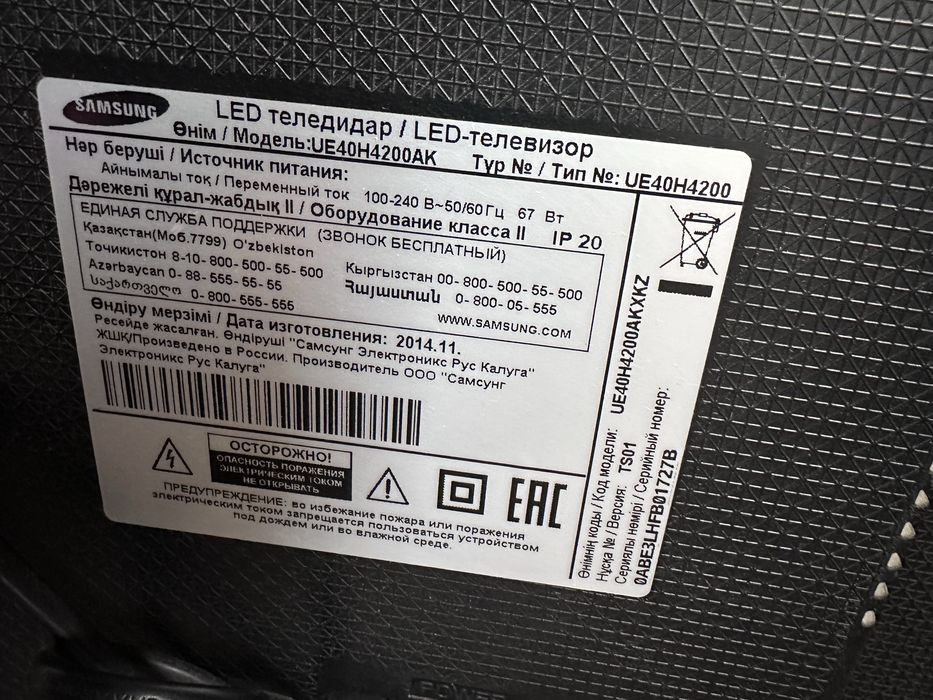 SAMSUNG
LED теледидар / LED-телевизор
Өнім / Модель:UE40H4200AK Түр № / Тип №: UE40H4200
Нәр беруші / Источник питания:
Айнымалы ток / Переменный ток 100-240 В~50/60Гц 67 Вт
Дәрежелі құрал-жабдық II / Оборудование класса II IP 20
ЕДИНАЯ СЛУЖБА ПОДДЕРЖКИ (ЗВОНОК БЕСПЛАТНЫЙ)
Қазақстан(Моб.7799) O'zbekiston
Тоҷикистон 8-10-800-500-55-500 Кыргызстан 00-800-500-55-500
Azərbaycan 0-88-555-55-55 Հայաստան 0-800-05-555
საქართველო 0-800-555-555 WWW.SAMSUNG.COM
Өндіру мерзімі / Дата изготовления: 2014.11.
Ресейде жасалған. Өндіруші "Самсунг Электроникс Рус Калуга"
ЖШҚ/Произведено в России. Производитель ООО "Самсунг
Электроникс Рус Калуга"
ОСТОРОЖНО!
ОПАСНОСТЬ ПОРАЖЕНИЯ
ЭЛЕКТРИЧЕСКИМ ТОКОМ
НЕ ОТКРЫВАТЬ
EAC
ПРЕДУПРЕЖДЕНИЕ: во избежание пожара или поражения
электрическим током запрещается пользоваться устройством
под дождем или во влажной среде.
Өнімнің коды / Код модели: UE40H4200AKXKZ
Нұсқа № / Версия: TS01
Сериялы нөмірі / Серийный номер:
0ABE3LHFB01727B